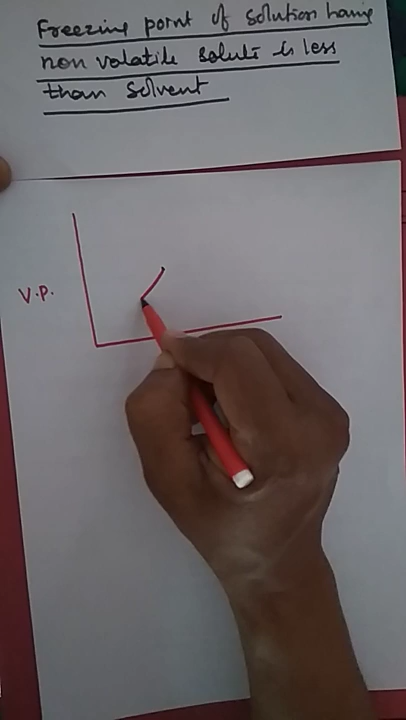 Freezing point of solution having
non volatile solute is less
than solvent
V.P.